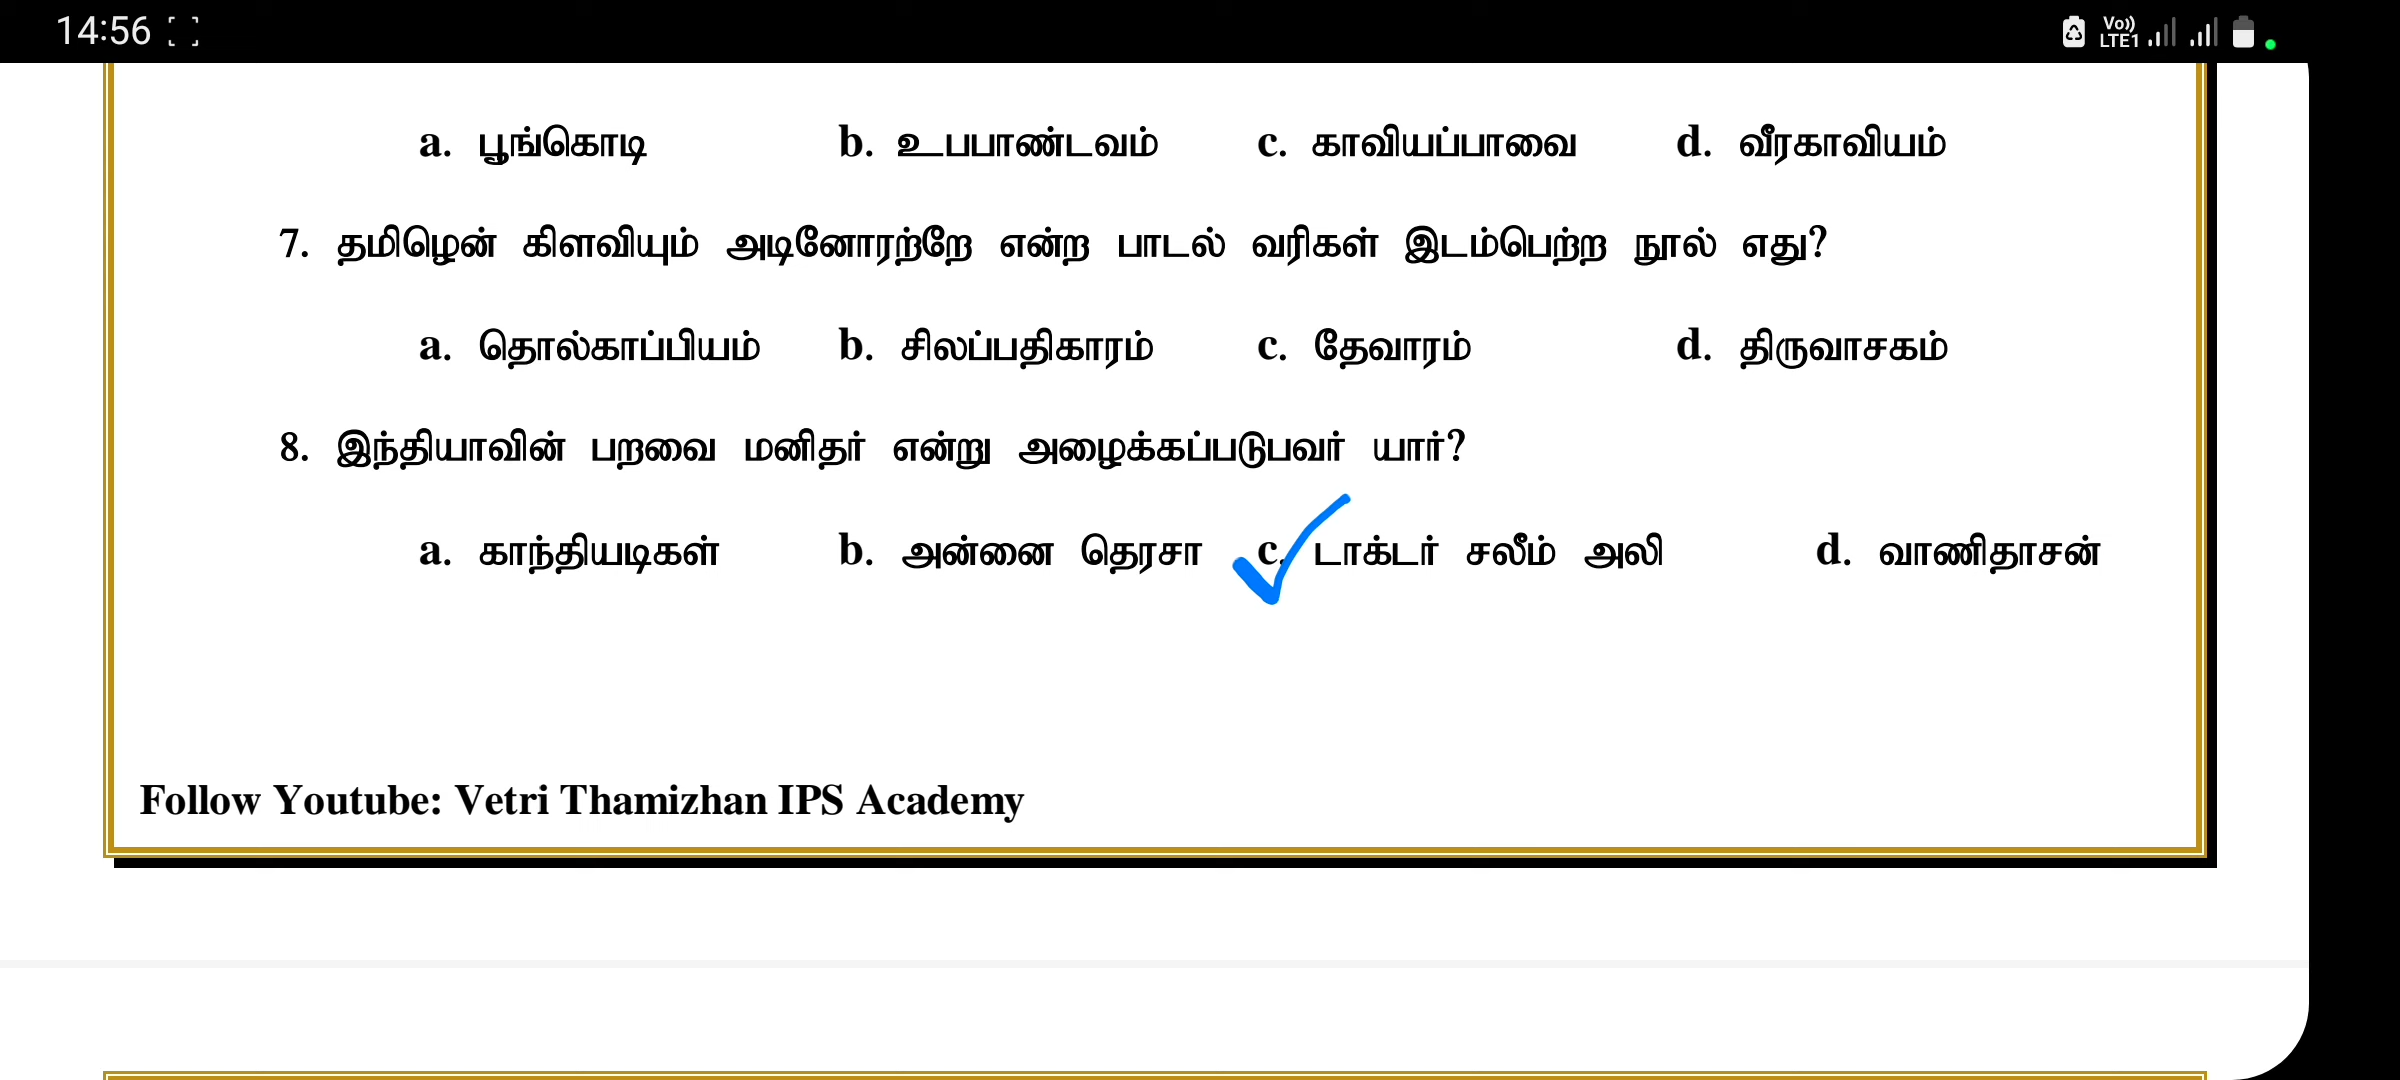 14:56
Vo)) LTE1
a. பூங்கொடி b. உபபாண்டவம் c. காவியப்பாவை d. வீரகாவியம்
7. தமிழென் கிளவியும் அடினோரற்றே என்ற பாடல் வரிகள் இடம்பெற்ற நூல் எது?
a. தொல்காப்பியம் b. சிலப்பதிகாரம் c. தேவாரம் d. திருவாசகம்
8. இந்தியாவின் பறவை மனிதர் என்று அழைக்கப்படுபவர் யார்?
a. காந்தியடிகள் b. அன்னை தெரசா c. டாக்டர் சலீம் அலி d. வாணிதாசன்
Follow Youtube: Vetri Thamizhan IPS Academy